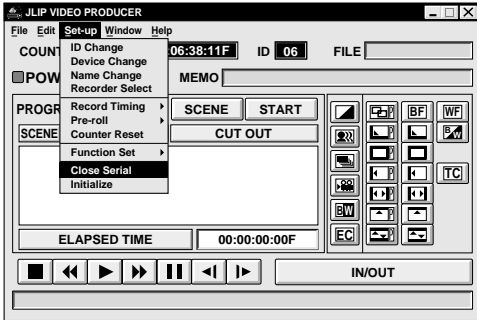 JLIP VIDEO PRODUCER
File Edit Set-up Window Help
ID Change
Device Change
Name Change
Recorder Select
Record Timing
Pre-roll
Counter Reset
Function Set
Close Serial
Initialize
COUNT 06:38:11F ID 06 FILE
POW MEMO
PROGR SCENE START
SCENE CUT OUT
ELAPSED TIME 00:00:00:00F
BF WF
P B/W
TC
BW
EC
IN/OUT